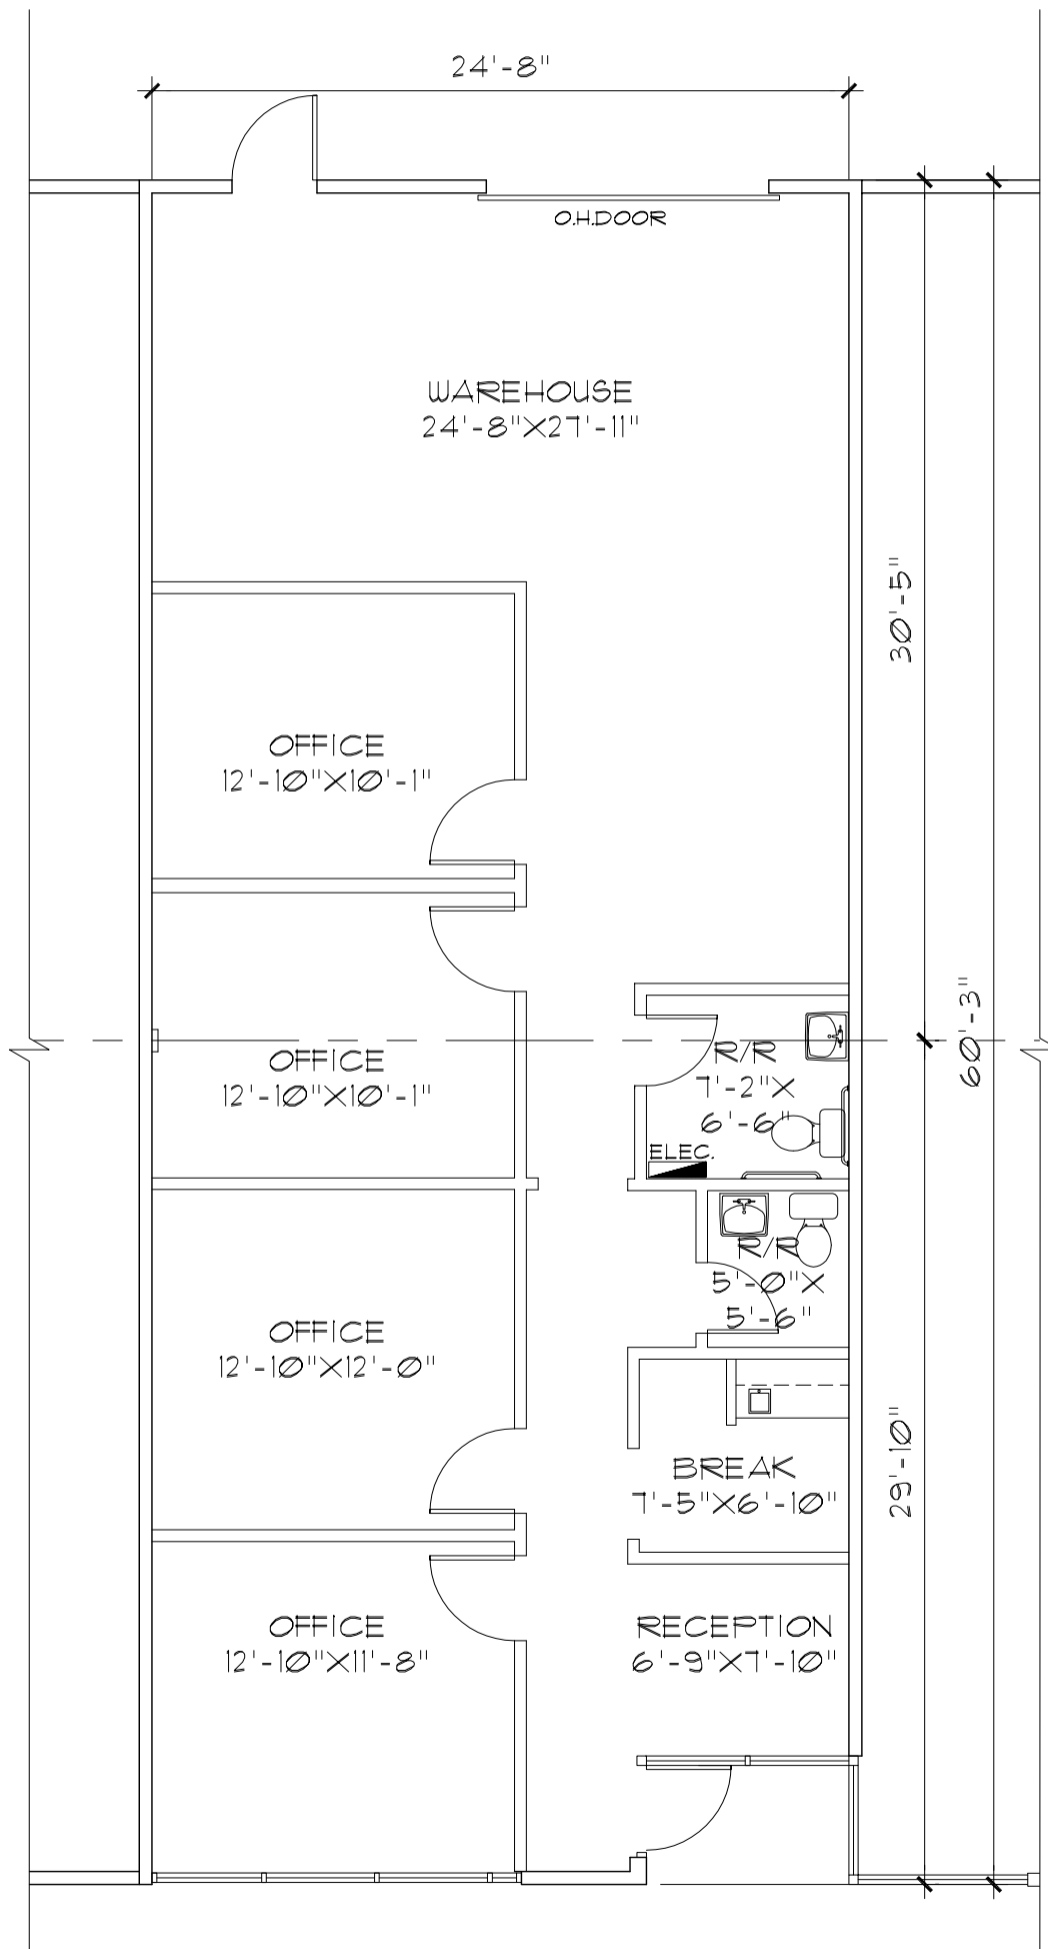 24'-8"
O.H.DOOR
WAREHOUSE
24'-8"X27'-11"
30'-5"
OFFICE
12'-10"X10'-1"
60'-3"
OFFICE
12'-10"X10'-1"
R/R
7'-2"X
6'-6"
ELEC.
R/R
5'-0"X
5'-6"
OFFICE
12'-10"X12'-0"
29'-10"
BREAK
7'-5"X6'-10"
OFFICE
12'-10"X11'-8"
RECEPTION
6'-9"X7'-10"